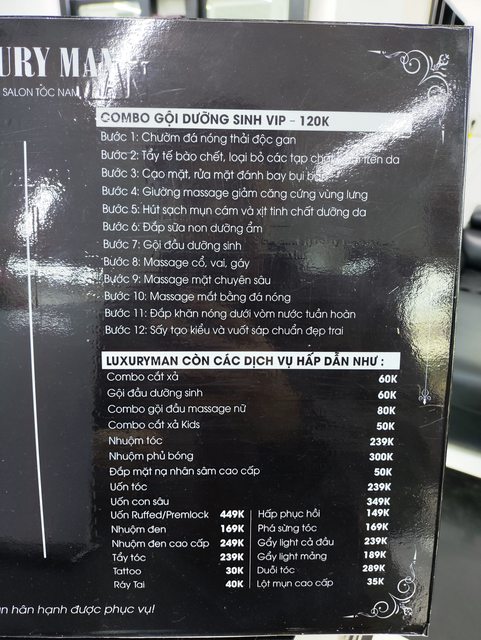 URY MAN
SALON TÓC NAM
COMBO GỘI DƯỠNG SINH VIP - 120K
Bước 1: Chườm đá nóng thải độc gan
Bước 2: Tẩy tế bào chết, loại bỏ các tạp trên da
Bước 3: Cạo mặt, rửa mặt đánh bay bụi
Bước 4: Giường massage giảm căng cứng vùng lưng
Bước 5: Hút sạch mụn cám và xịt tinh chất dưỡng da
Bước 6: Đắp sữa non dưỡng ẩm
Bước 7: Gội đầu dưỡng sinh
Bước 8: Massage cổ, vai, gáy
Bước 9: Massage mặt chuyên sâu
Bước 10: Massage mắt bằng đá nóng
Bước 11: Đắp khăn nóng dưới vòm nước tuần hoàn
Bước 12: Sấy tạo kiểu và vuốt sáp chuẩn đẹp trai
LUXURYMAN CÒN CÁC DỊCH VỤ HẤP DẪN NHƯ :
Combo cắt xả 60K
Gội đầu dưỡng sinh 60K
Combo gội đầu massage nữ 80K
Combo cắt xả Kids 50K
Nhuộm tóc 239K
Nhuộm phủ bóng 300K
Đắp mặt nạ nhân sâm cao cấp 50K
Uốn tóc 239K
Uốn con sâu 349K
Uốn Ruffed/Premlock 449K Hấp phục hồi 149K
Nhuộm đen 169K Phá sừng tóc 169K
Nhuộm đen cao cấp 249K Gẩy light cả đầu 239K
Tẩy tóc 239K Gẩy light mảng 189K
Tattoo 30K Duỗi tóc 289K
Ráy Tai 40K Lột mụn cao cấp 35K
n hân hạnh được phục vụ!